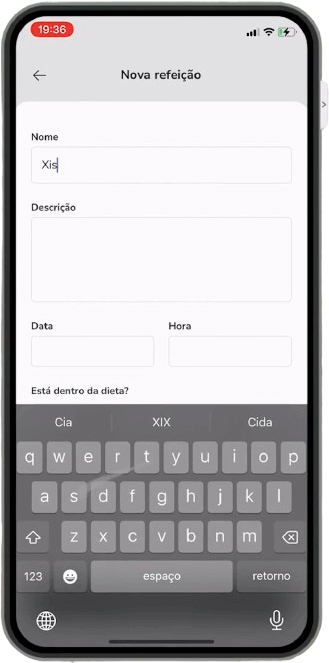 19:36
Nova refeição
Nome
Xis
Descrição
Data Hora
Está dentro da dieta?
Cia XIX Cida
q w e r t y u i o p
a s d f g h j k l
z x c v b n m
123 espaço retorno